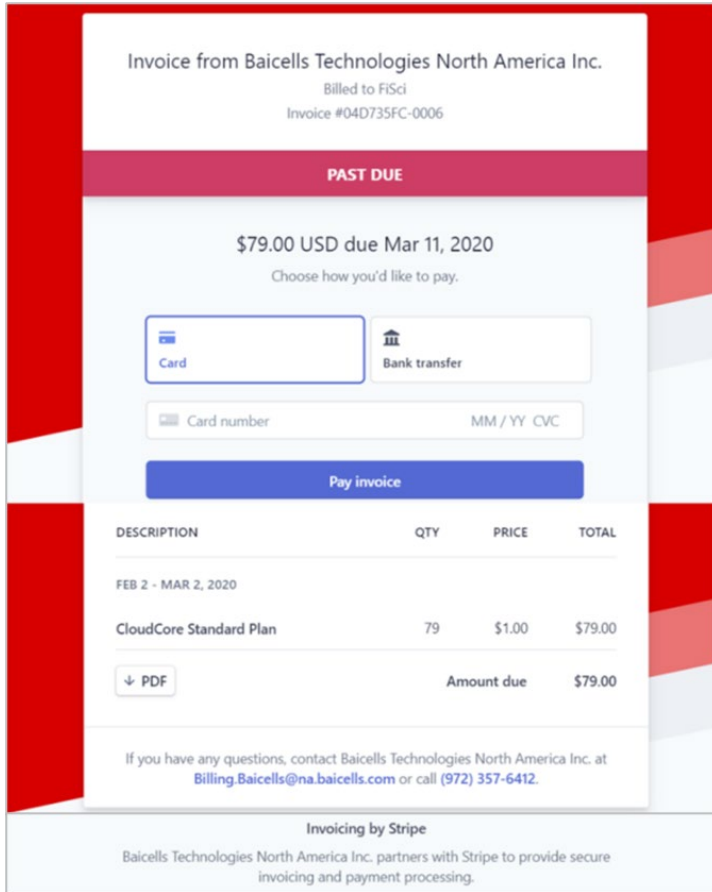 Invoice from Baicells Technologies North America Inc.
Billed to FiSci
Invoice #04D735FC-0006
PAST DUE
$79.00 USD due Mar 11, 2020
Choose how you'd like to pay.
Card
Bank transfer
Card number MM / YY CVC
Pay invoice
DESCRIPTION QTY PRICE TOTAL
FEB 2 - MAR 2, 2020
CloudCore Standard Plan 79 $1.00 $79.00
PDF Amount due $79.00
If you have any questions, contact Baicells Technologies North America Inc. at
Billing.Baicells@na.baicells.com or call (972) 357-6412.
Invoicing by Stripe
Baicells Technologies North America Inc. partners with Stripe to provide secure
invoicing and payment processing.